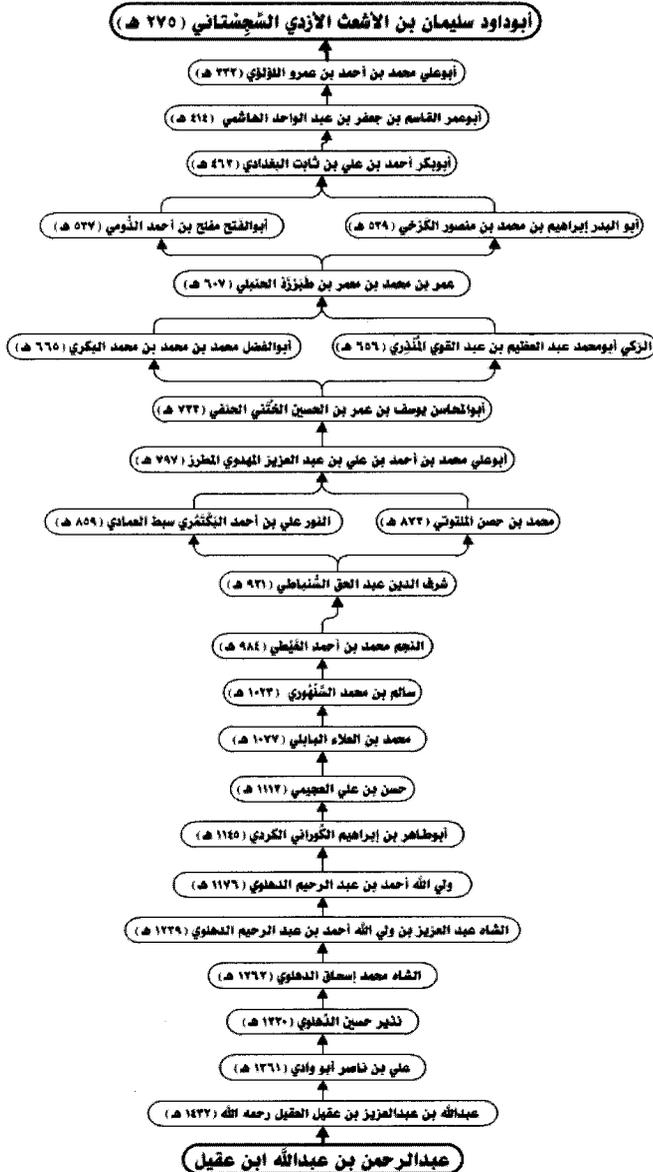 أبوداود سليمان بن الأشعث الأزدي السِّجِسْتاني (٢٧٥ هـ)
أبوعلي محمد بن أحمد بن عمرو اللؤلؤي (٣٣٣ هـ)
أبوعمر القاسم بن جعفر بن عبد الواحد الهاشمي (٤١٤ هـ)
أبوبكر أحمد بن علي بن ثابت البغدادي (٤٦٣ هـ)
أبو البدر إبراهيم بن محمد بن منصور الكَرْخي (٥٣٩ هـ)
أبوالفَتح مفلح بن أحمد الدُّومي (٥٣٧ هـ)
عمر بن محمد بن معمر بن طَبَرْزَذ الحنبلي (٦٠٧ هـ)
الزكي أبومحمد عبد العظيم بن عبد القوي المُنْذِري (٦٥٦ هـ)
أبوالفضل محمد بن محمد بن محمد البكري (٦٦٥ هـ)
أبوالمحاسن يوسف بن عمر بن الحسين الخُتَني الحنفي (٧٣٣ هـ)
أبوعلي محمد بن أحمد بن علي بن عبد العزيز المهدوي المطرز (٧٩٧ هـ)
محمد بن حسن الملتوتي (٨٧٣ هـ)
النور علي بن أحمد البَكْتَمُري سبط العمادي (٨٥٩ هـ)
شرف الدين عبد الحق السُّنباطي (٩٣١ هـ)
النجم محمد بن أحمد الغَيْطي (٩٨٤ هـ)
سالم بن محمد السَّنْهُوري (١٠٢٣ هـ)
محمد بن العلاء البابلي (١٠٧٧ هـ)
حسن بن علي العجيمي (١١١٣ هـ)
أبوطاهر بن إبراهيم الكُوراني الكردي (١١٤٥ هـ)
ولي الله أحمد بن عبد الرحيم الدهلوي (١١٧٦ هـ)
الشاه عبد العزيز بن ولي الله أحمد بن عبد الرحيم الدهلوي (١٢٣٩ هـ)
الشاه محمد إسحاق الدهلوي (١٢٦٢ هـ)
نذير حسين الدِّهلوي (١٣٢٠ هـ)
علي بن ناصر أبو وادي (١٣٦١ هـ)
عبدالله بن عبدالعزيز بن عقيل العقيل رحمه الله (١٤٣٢ هـ)
عبدالرحمن بن عبدالله ابن عقيل